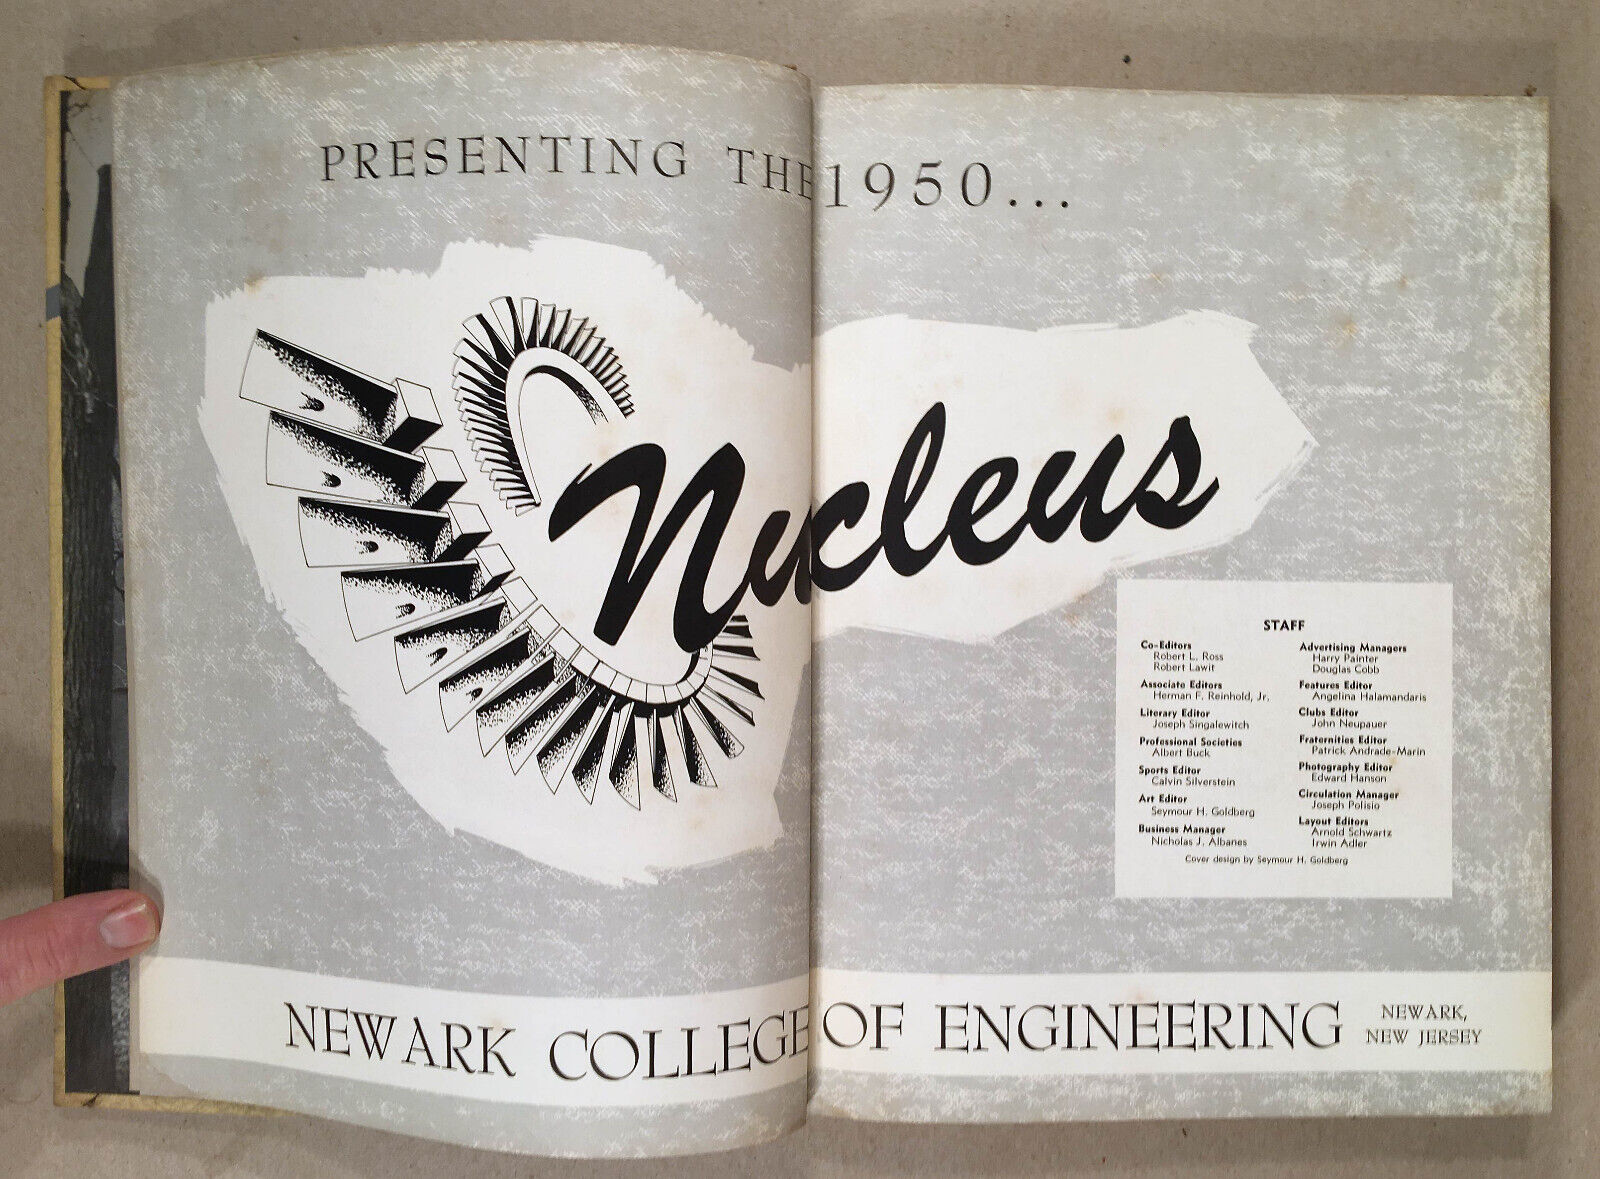 PRESENTING THE 1950...
Nucleus
STAFF
Co-Editors
Robert L. Ross
Robert Lawit
Associate Editors
Herman F. Reinhold, Jr.
Literary Editor
Joseph Singalewitch
Professional Societies
Albert Buck
Sports Editor
Calvin Silverstein
Art Editor
Seymour H. Goldberg
Business Manager
Nicholas J. Albanes
Advertising Managers
Harry Painter
Douglas Cobb
Features Editor
Angelina Halamandaris
Clubs Editor
John Neupauer
Fraternities Editor
Patrick Andrade-Marin
Photography Editor
Edward Hanson
Circulation Manager
Joseph Polisio
Layout Editors
Arnold Schwartz
Irwin Adler
Cover design by Seymour H. Goldberg
NEWARK COLLEGE OF ENGINEERING
NEWARK,
NEW JERSEY